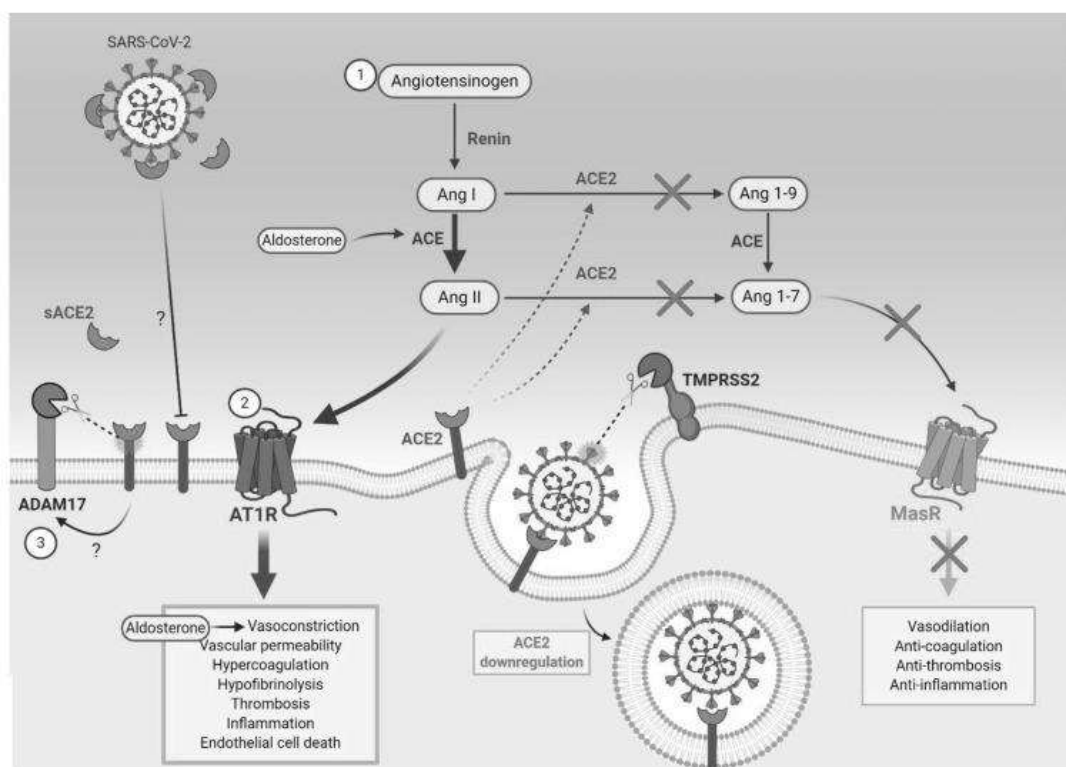 SARS-CoV-2
1
Angiotensinogen
Renin
Ang I
ACE2
Ang 1-9
Aldosterone
ACE
ACE
Ang II
ACE2
Ang 1-7
sACE2
?
TMPRSS2
2
ACE2
ADAM17
AT1R
MasR
3
?
Aldosterone
Vasoconstriction
Vascular permeability
Hypercoagulation
Hypofibrinolysis
Thrombosis
Inflammation
Endothelial cell death
ACE2
downregulation
Vasodilation
Anti-coagulation
Anti-thrombosis
Anti-inflammation